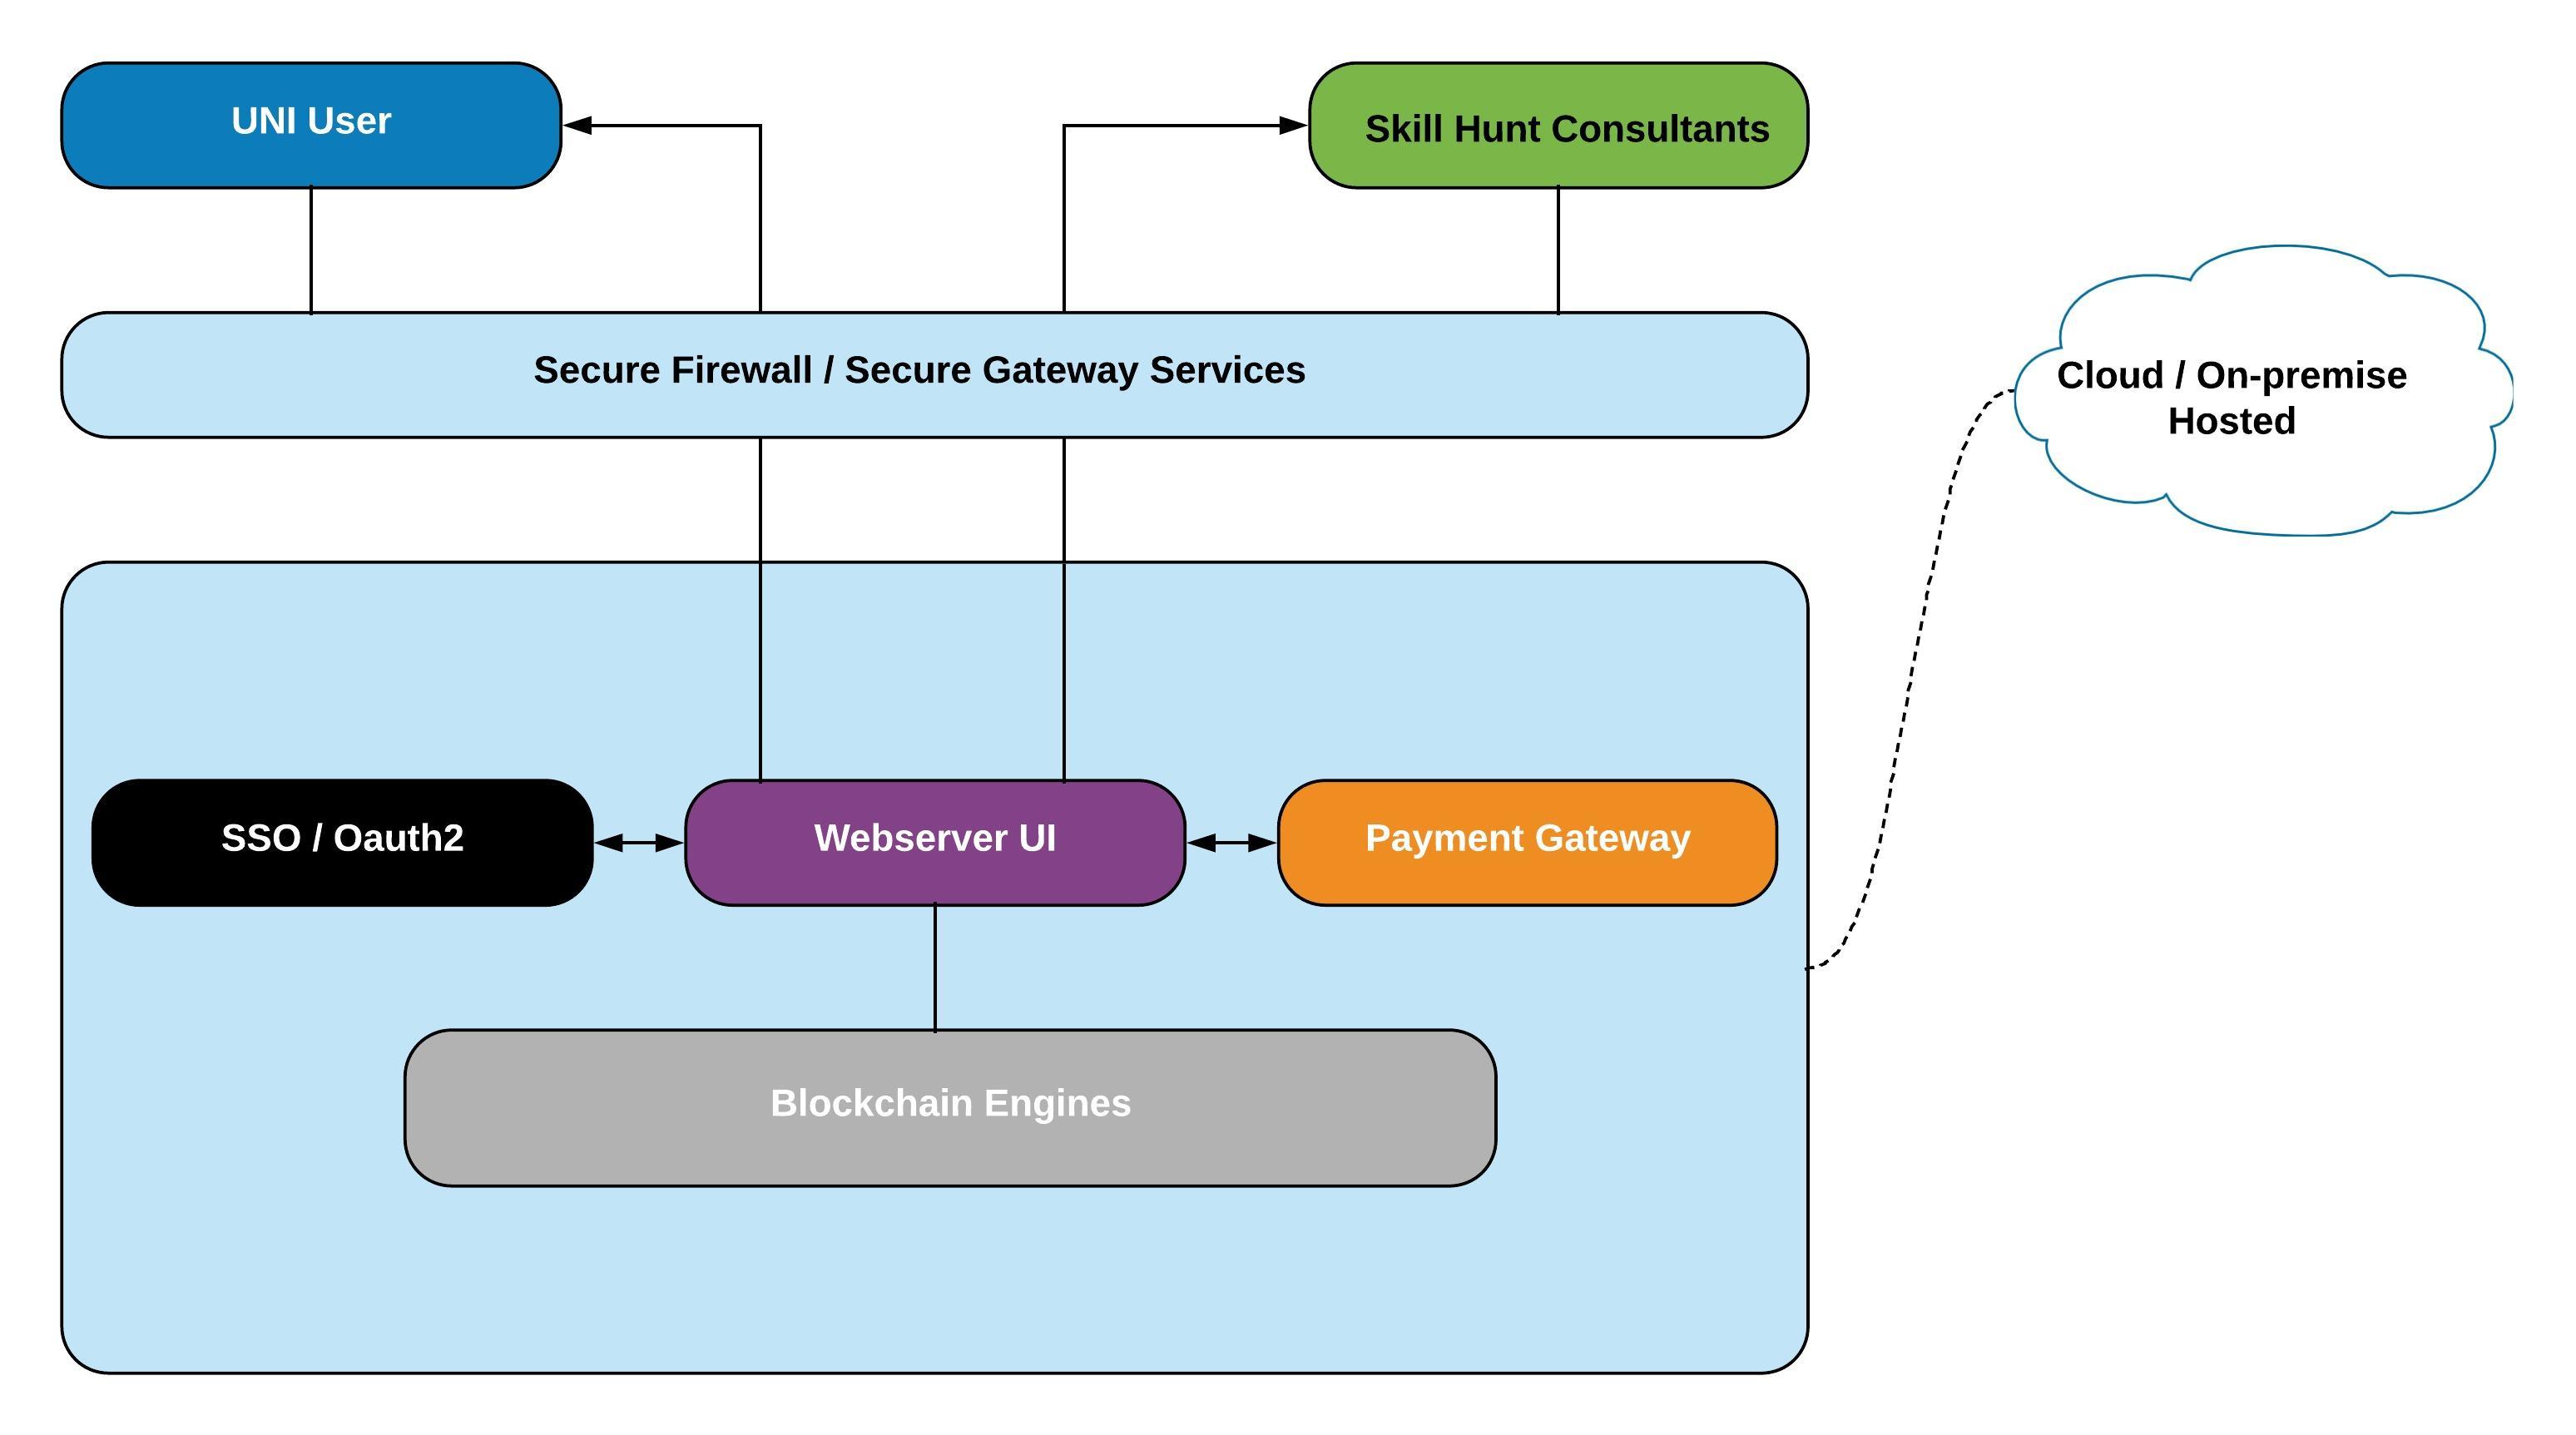 UNI User
Skill Hunt Consultants
Secure Firewall / Secure Gateway Services
Cloud / On-premise
Hosted
SSO / Oauth2
Webserver UI
Payment Gateway
Blockchain Engines